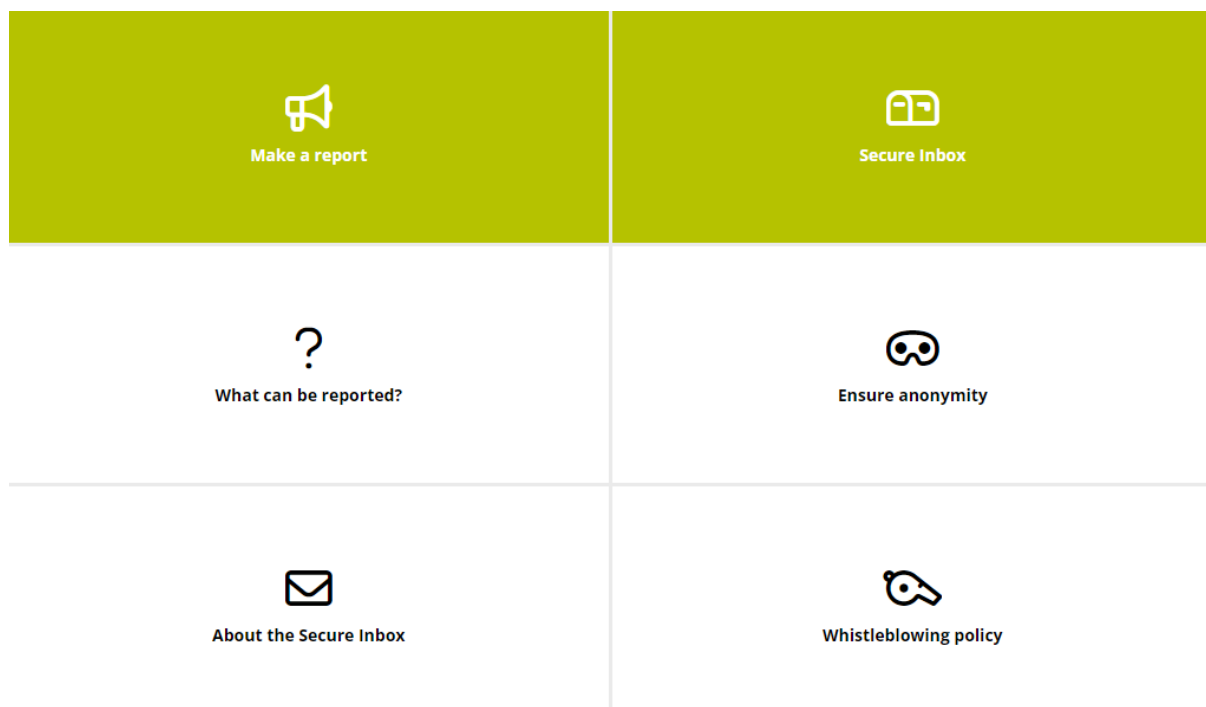 Make a report
Secure Inbox
What can be reported?
Ensure anonymity
About the Secure Inbox
Whistleblowing policy